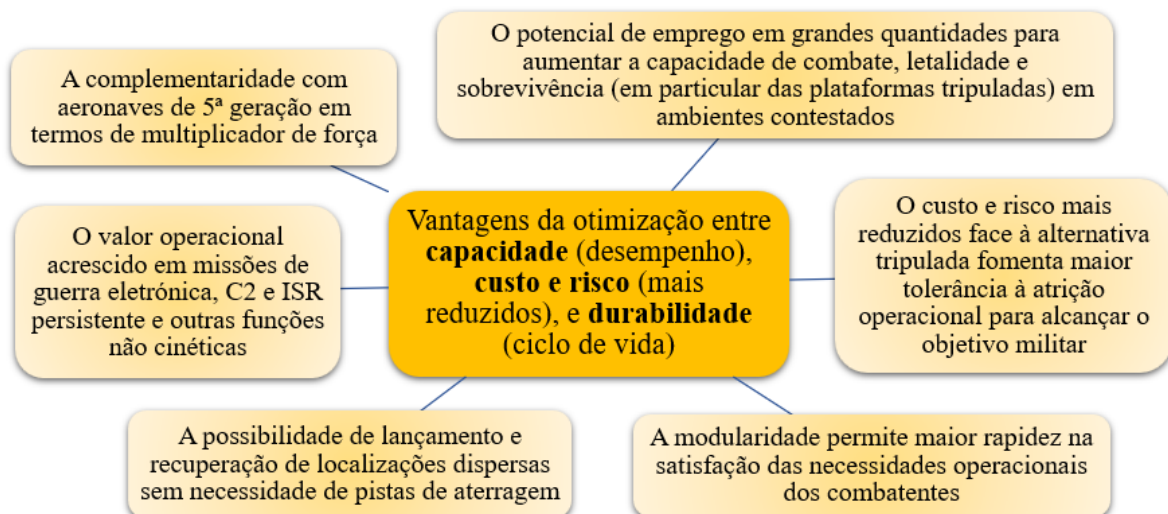 O potencial de emprego em grandes quantidades para
aumentar a capacidade de combate, letalidade e
sobrevivência (em particular das plataformas tripuladas) em
ambientes contestados
A complementaridade com
aeronaves de 5ª geração em
termos de multiplicador de força
Vantagens da otimização entre
capacidade (desempenho),
custo e risco (mais
reduzidos), e durabilidade
(ciclo de vida)
O custo e risco mais
reduzidos face à alternativa
tripulada fomenta maior
tolerância à atrição
operacional para alcançar o
objetivo militar
O valor operacional
acrescido em missões de
guerra eletrónica, C2 e ISR
persistente e outras funções
não cinéticas
A possibilidade de lançamento e
recuperação de localizações dispersas
sem necessidade de pistas de aterragem
A modularidade permite maior rapidez na
satisfação das necessidades operacionais
dos combatentes